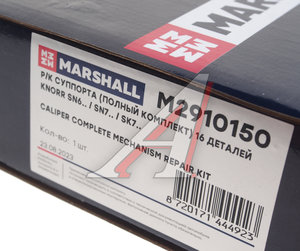 MARSHALL
M2910150
Р/К СУППОРТА (ПОЛНЫЙ КОМПЛЕКТ) 16 ДЕТАЛЕЙ
KNORR SN6.. / SN7.. / SK7..
CALIPER COMPLETE MECHANISM REPAIR KIT
Кол-во: 1 шт.
23.08.2023
8 720171 444923